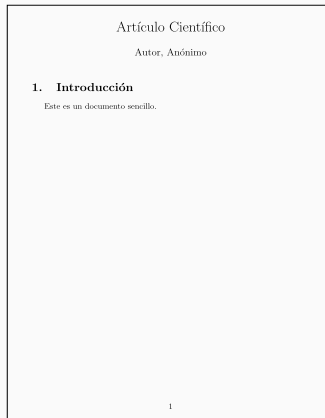 Artículo Científico
Autor, Anónimo
1. Introducción
Este es un documento sencillo.
1